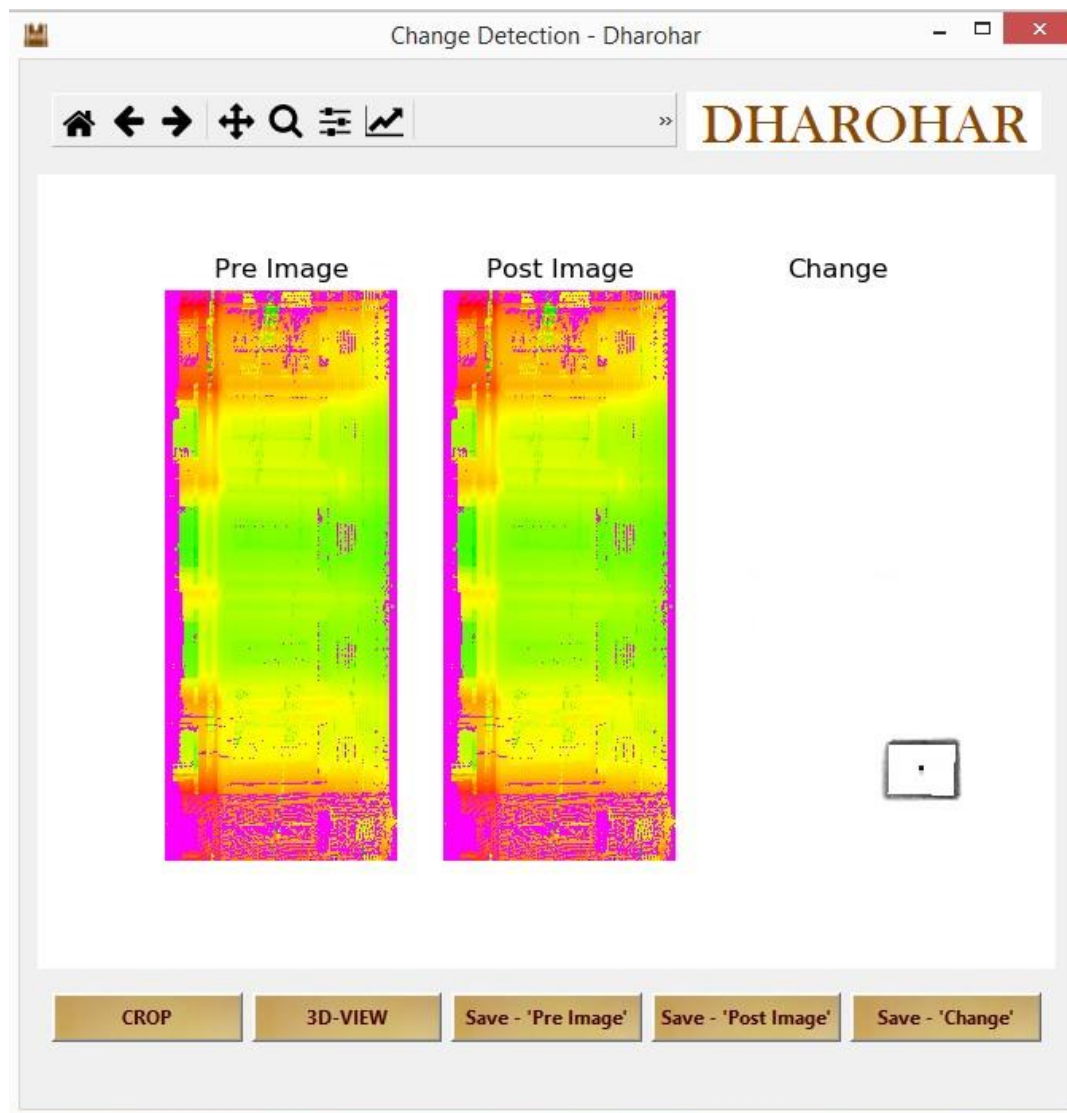 Change Detection - Dharohar
DHAROHAR
Pre Image Post Image Change
CROP 3D-VIEW Save - 'Pre Image' Save - 'Post Image' Save - 'Change'